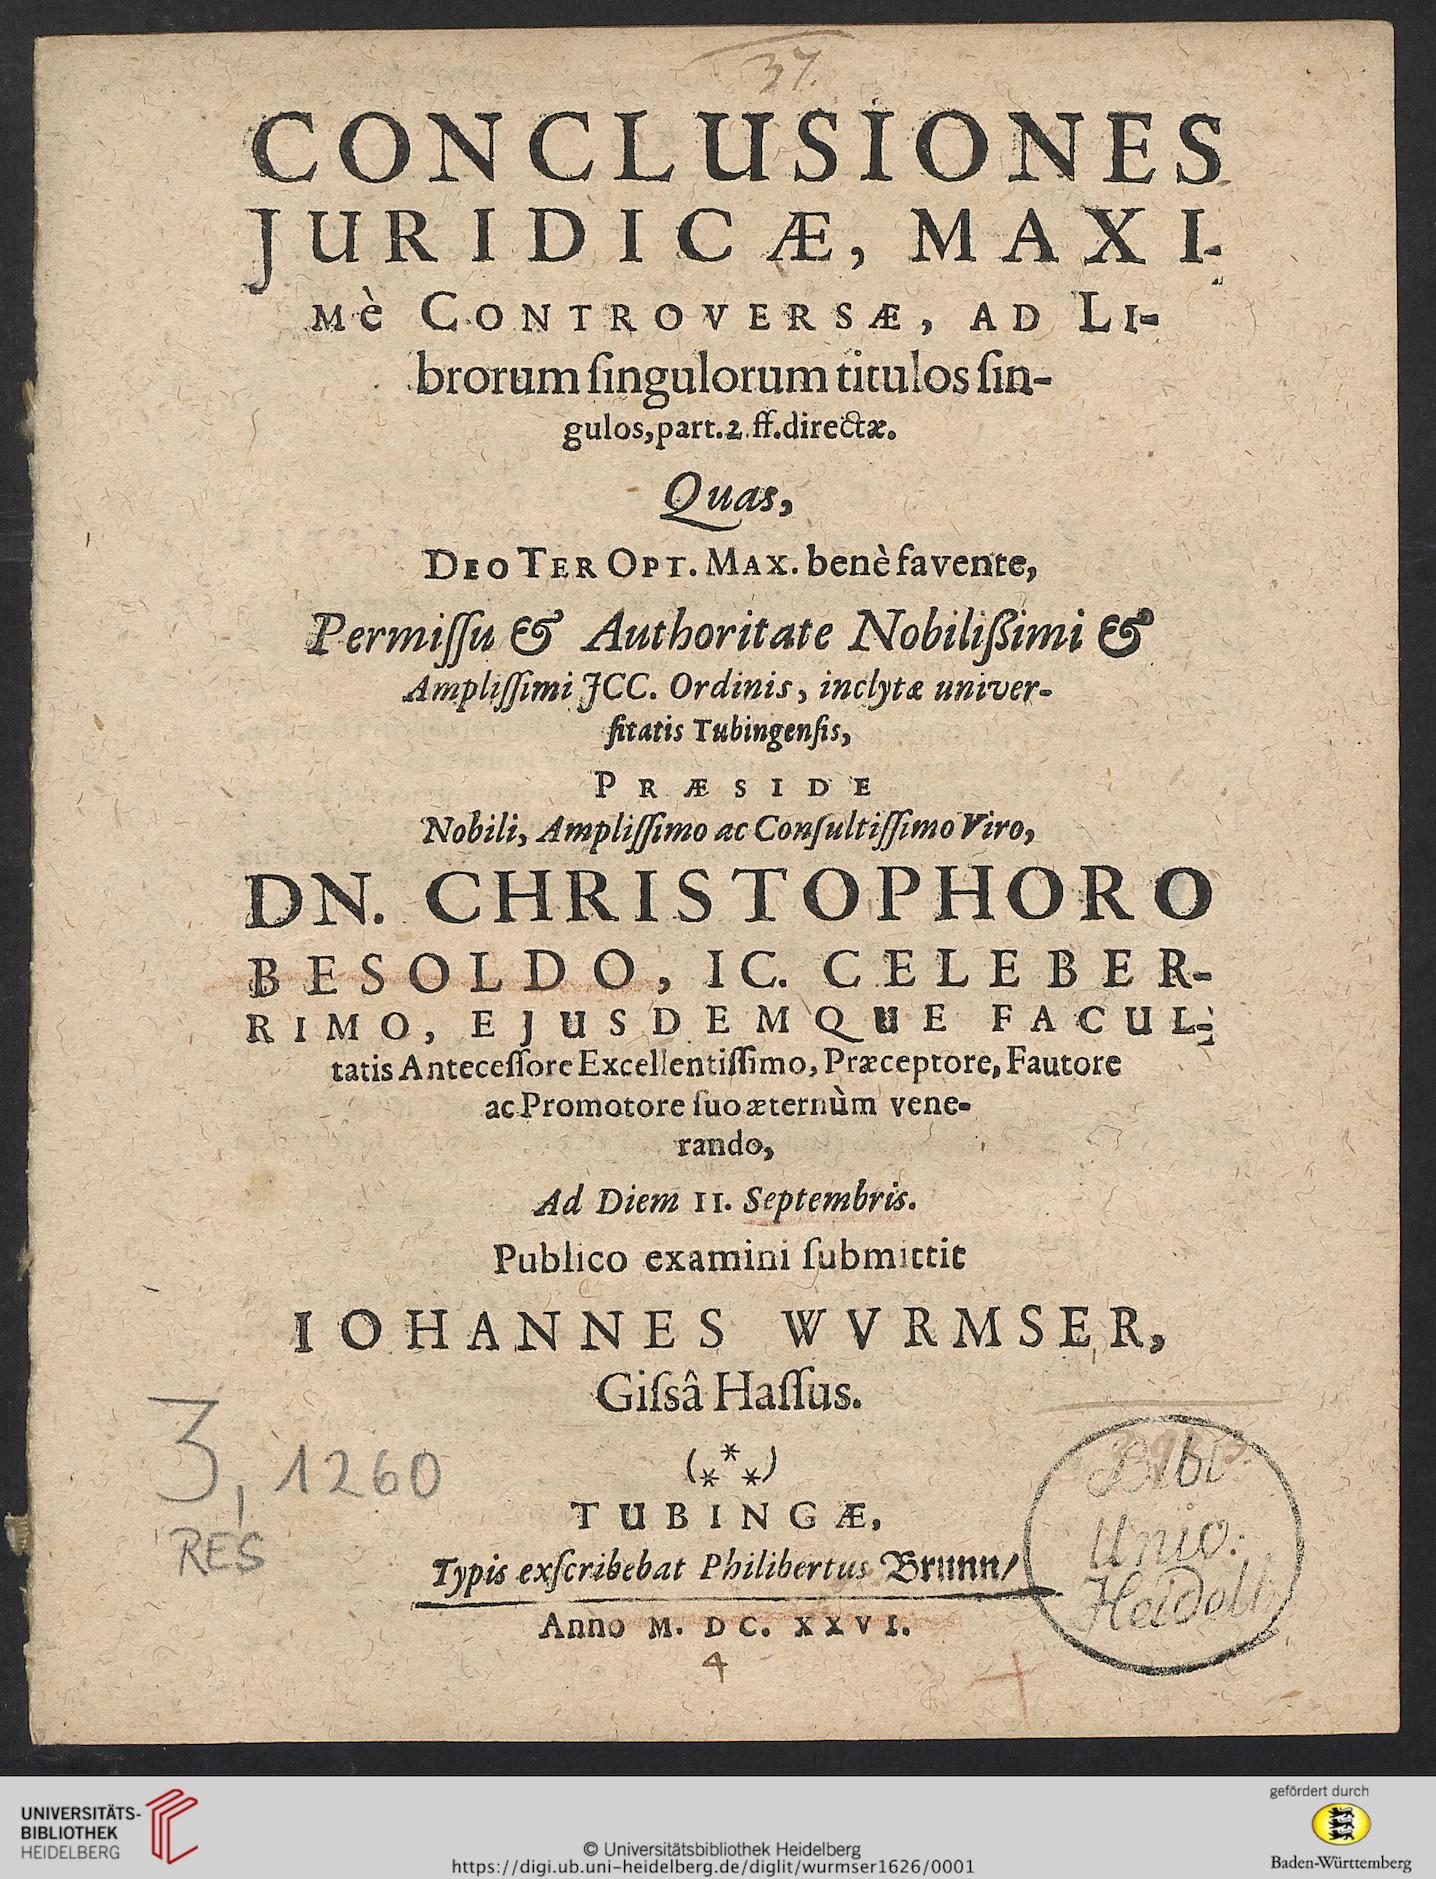 37.
CONCLUSIONES
JURIDICÆ, MAXI-
Mè CONTROVERSÆ, AD LI-
brorum ſingulorum titulos ſin-
gulos, part. 2. ff. directæ.
Quas,
DEO TER OPT. MAX. benè favente,
Permiſſu & Authoritate Nobilißimi &
Ampliſſimi JCC. Ordinis, inclytæ univer-
ſitatis Tubingenſis,
PRÆSIDE
Nobili, Ampliſſimo ac Conſultiſſimo Viro,
DN. CHRISTOPHORO
BESOLDO, IC. CELEBER-
RIMO, EJUSDEMQUE FACUL-
tatis Anteceſſore Excellentiſſimo, Præceptore, Fautore
ac Promotore ſuo æternùm vene-
rando,
Ad Diem 11. Septembris.
Publico examini ſubmittit
IOHANNES WVRMSER,
Giſsâ Haſſus.
3, 1260
RES
(***)
TUBINGÆ,
Typis exſcribebat Philibertus Brunn/
Anno M. DC. XXVI.
4
Bibl.
Univ.
Heidelb.
UNIVERSITÄTS-
BIBLIOTHEK
HEIDELBERG
© Universitätsbibliothek Heidelberg
https://digi.ub.uni-heidelberg.de/diglit/wurmser1626/0001
gefördert durch
Baden-Württemberg